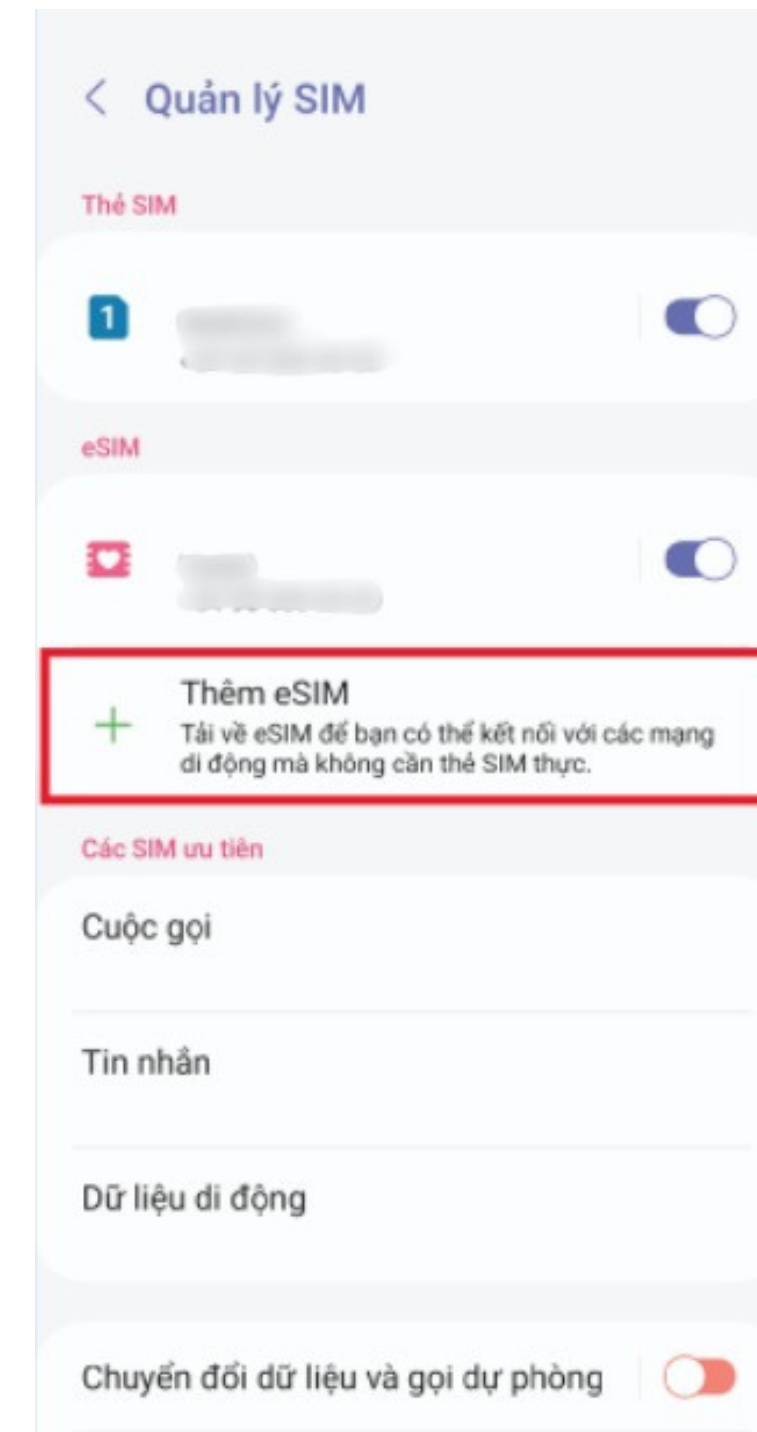 Quản lý SIM
Thẻ SIM
1
eSIM
Thêm eSIM
Tải về eSIM để bạn có thể kết nối với các mạng
di động mà không cần thẻ SIM thực.
Các SIM ưu tiên
Cuộc gọi
Tin nhắn
Dữ liệu di động
Chuyển đổi dữ liệu và gọi dự phòng